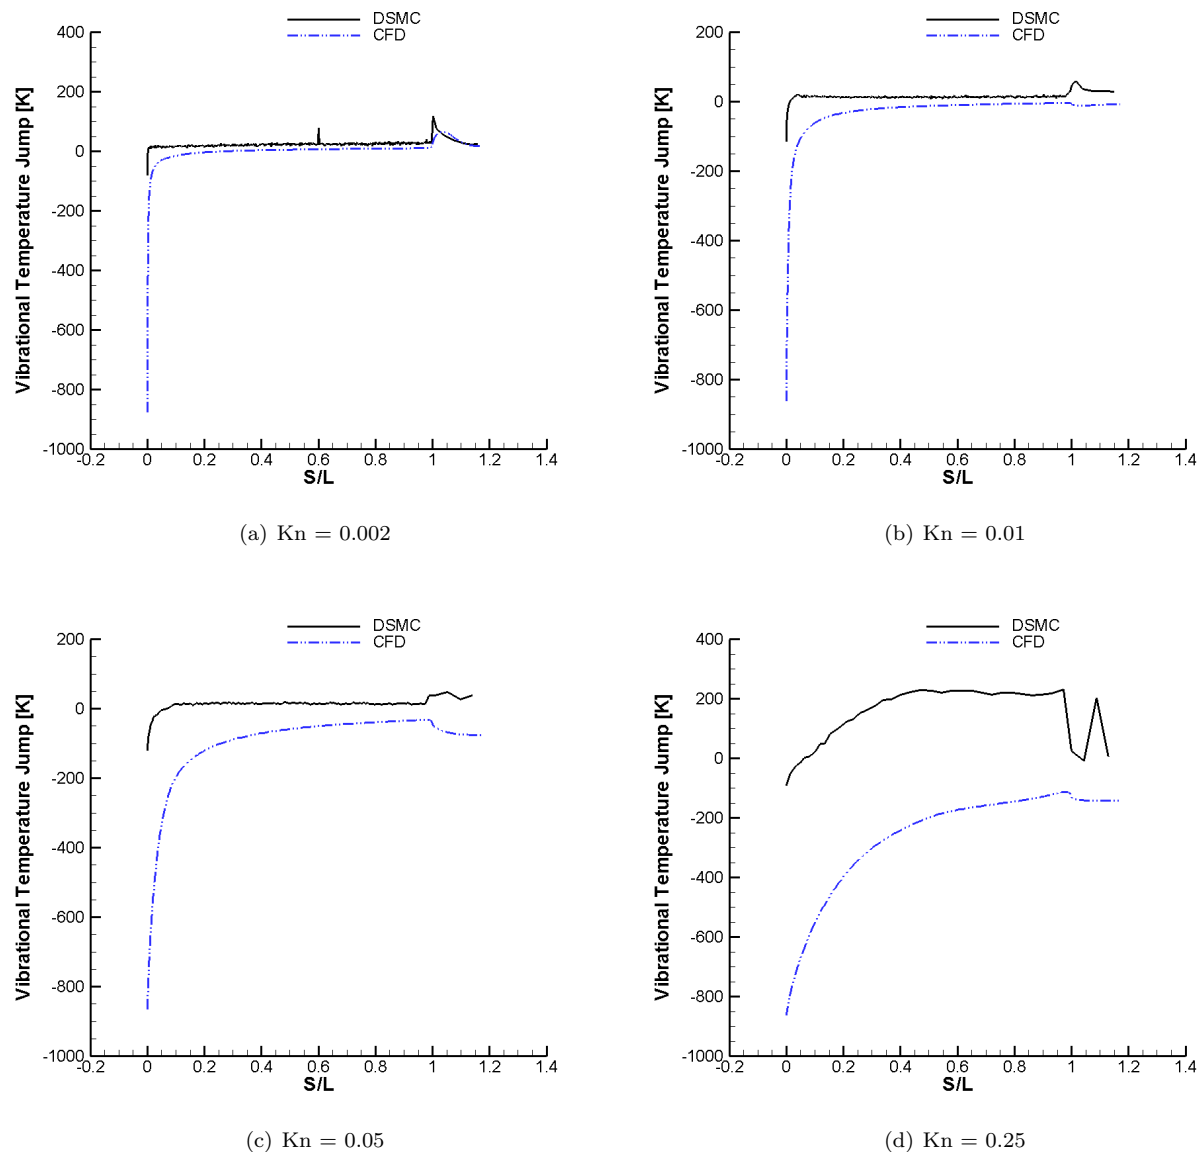 DSMC
CFD
Vibrational Temperature Jump [K]
400
200
0
-200
-400
-600
-800
-1000
-0.2 0 0.2 0.4 0.6 0.8 1 1.2 1.4
S/L
(a) Kn = 0.002
DSMC
CFD
Vibrational Temperature Jump [K]
200
0
-200
-400
-600
-800
-1000
-0.2 0 0.2 0.4 0.6 0.8 1 1.2 1.4
S/L
(b) Kn = 0.01
DSMC
CFD
Vibrational Temperature Jump [K]
200
0
-200
-400
-600
-800
-1000
-0.2 0 0.2 0.4 0.6 0.8 1 1.2 1.4
S/L
(c) Kn = 0.05
DSMC
CFD
Vibrational Temperature Jump [K]
400
200
0
-200
-400
-600
-800
-1000
-0.2 0 0.2 0.4 0.6 0.8 1 1.2 1.4
S/L
(d) Kn = 0.25